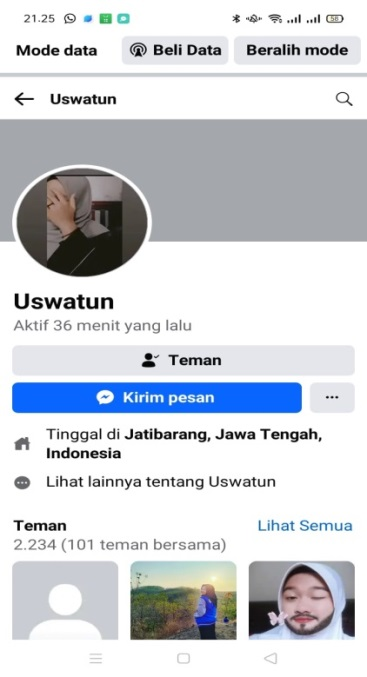 21.25
58
Mode data
Beli Data
Beralih mode
Uswatun
Uswatun
Aktif 36 menit yang lalu
Teman
Kirim pesan
Tinggal di Jatibarang, Jawa Tengah,
Indonesia
Lihat lainnya tentang Uswatun
Teman
Lihat Semua
2.234 (101 teman bersama)